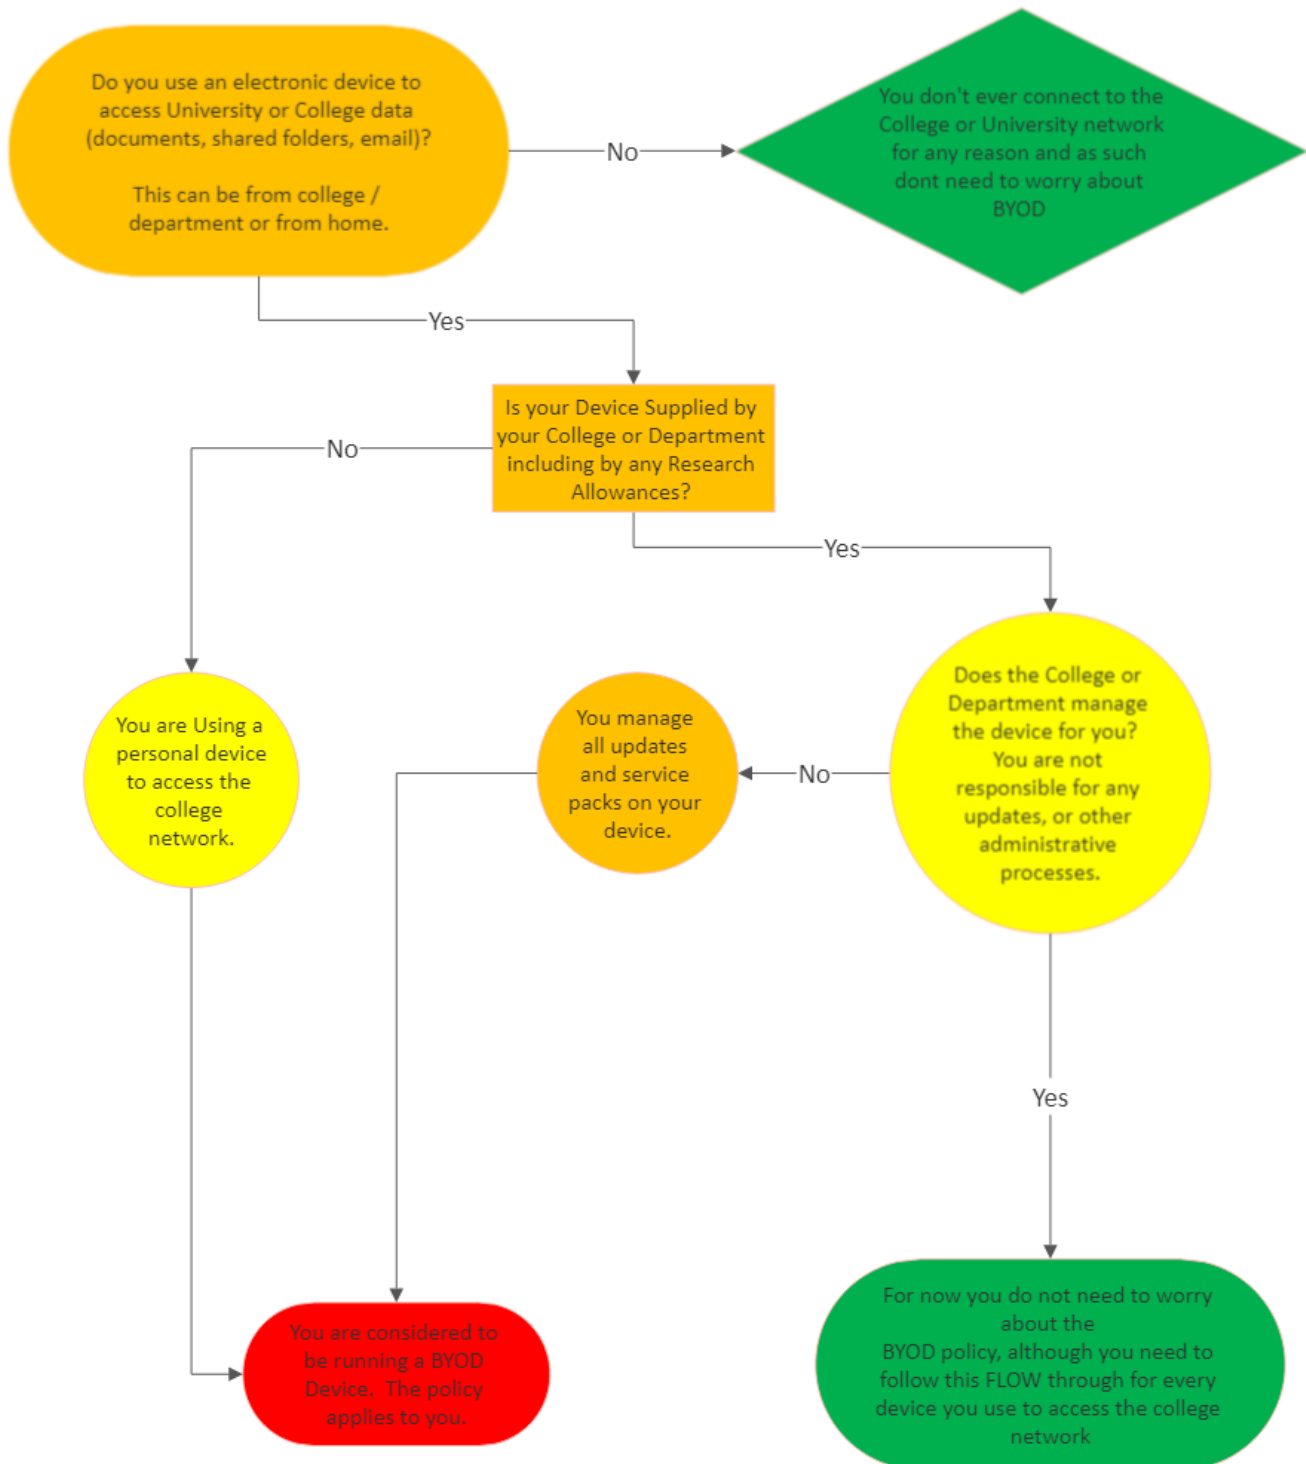 Do you use an electronic device to
access University or College data
(documents, shared folders, email)?
This can be from college /
department or from home.
No
You don't ever connect to the
College or University network
for any reason and as such
dont need to worry about
BYOD
Yes
Is your Device Supplied by
your College or Department
including by any Research
Allowances?
No
Yes
You are Using a
personal device
to access the
college
network.
You manage
all updates
and service
packs on your
device.
No
Does the College or
Department manage
the device for you?
You are not
responsible for any
updates, or other
administrative
processes.
Yes
You are considered to
be running a BYOD
Device. The policy
applies to you.
For now you do not need to worry
about the
BYOD policy, although you need to
follow this FLOW through for every
device you use to access the college
network